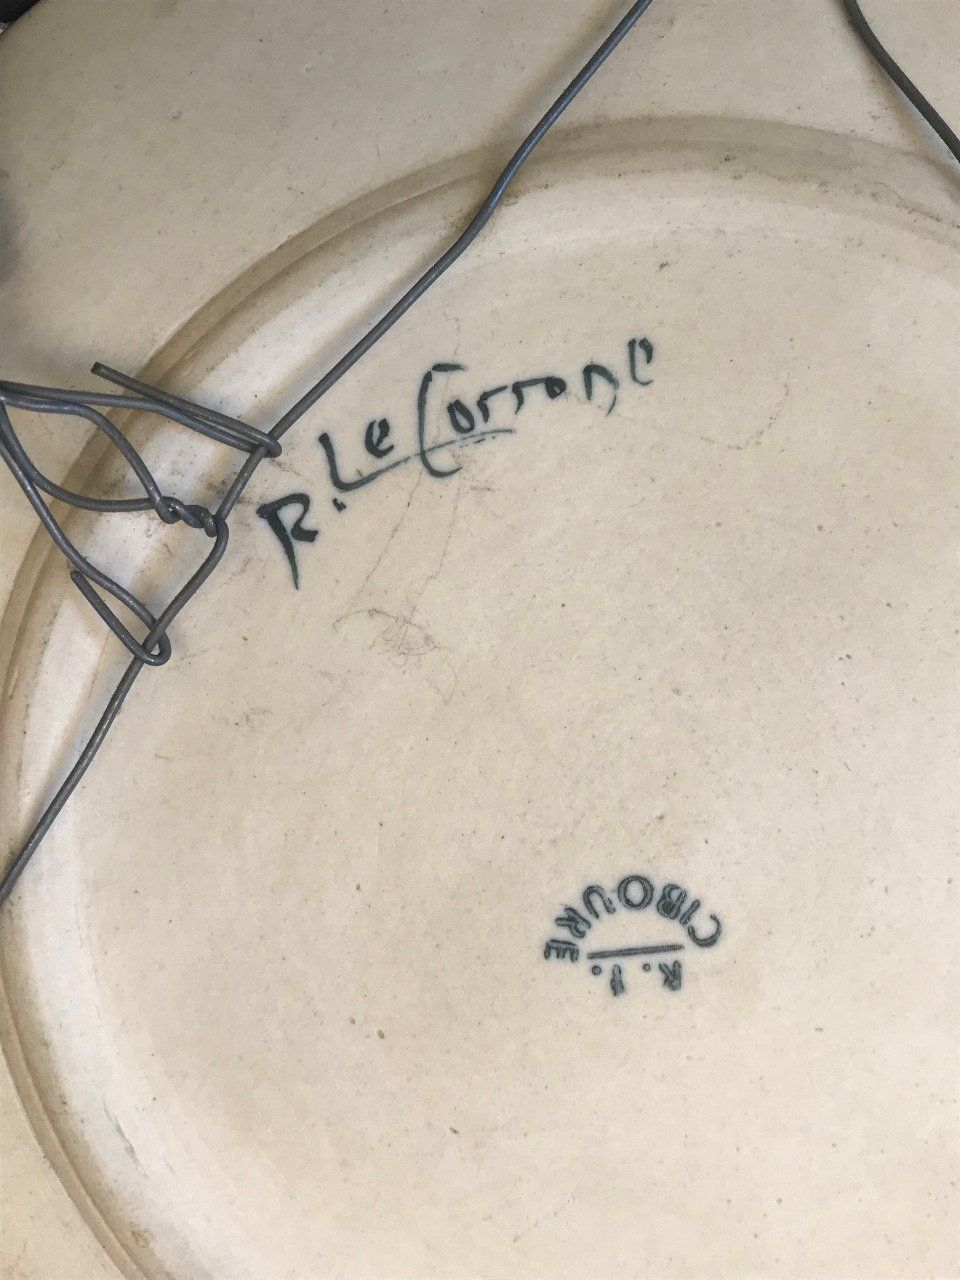 R. Le Corronc
R. F.
CIBOURE